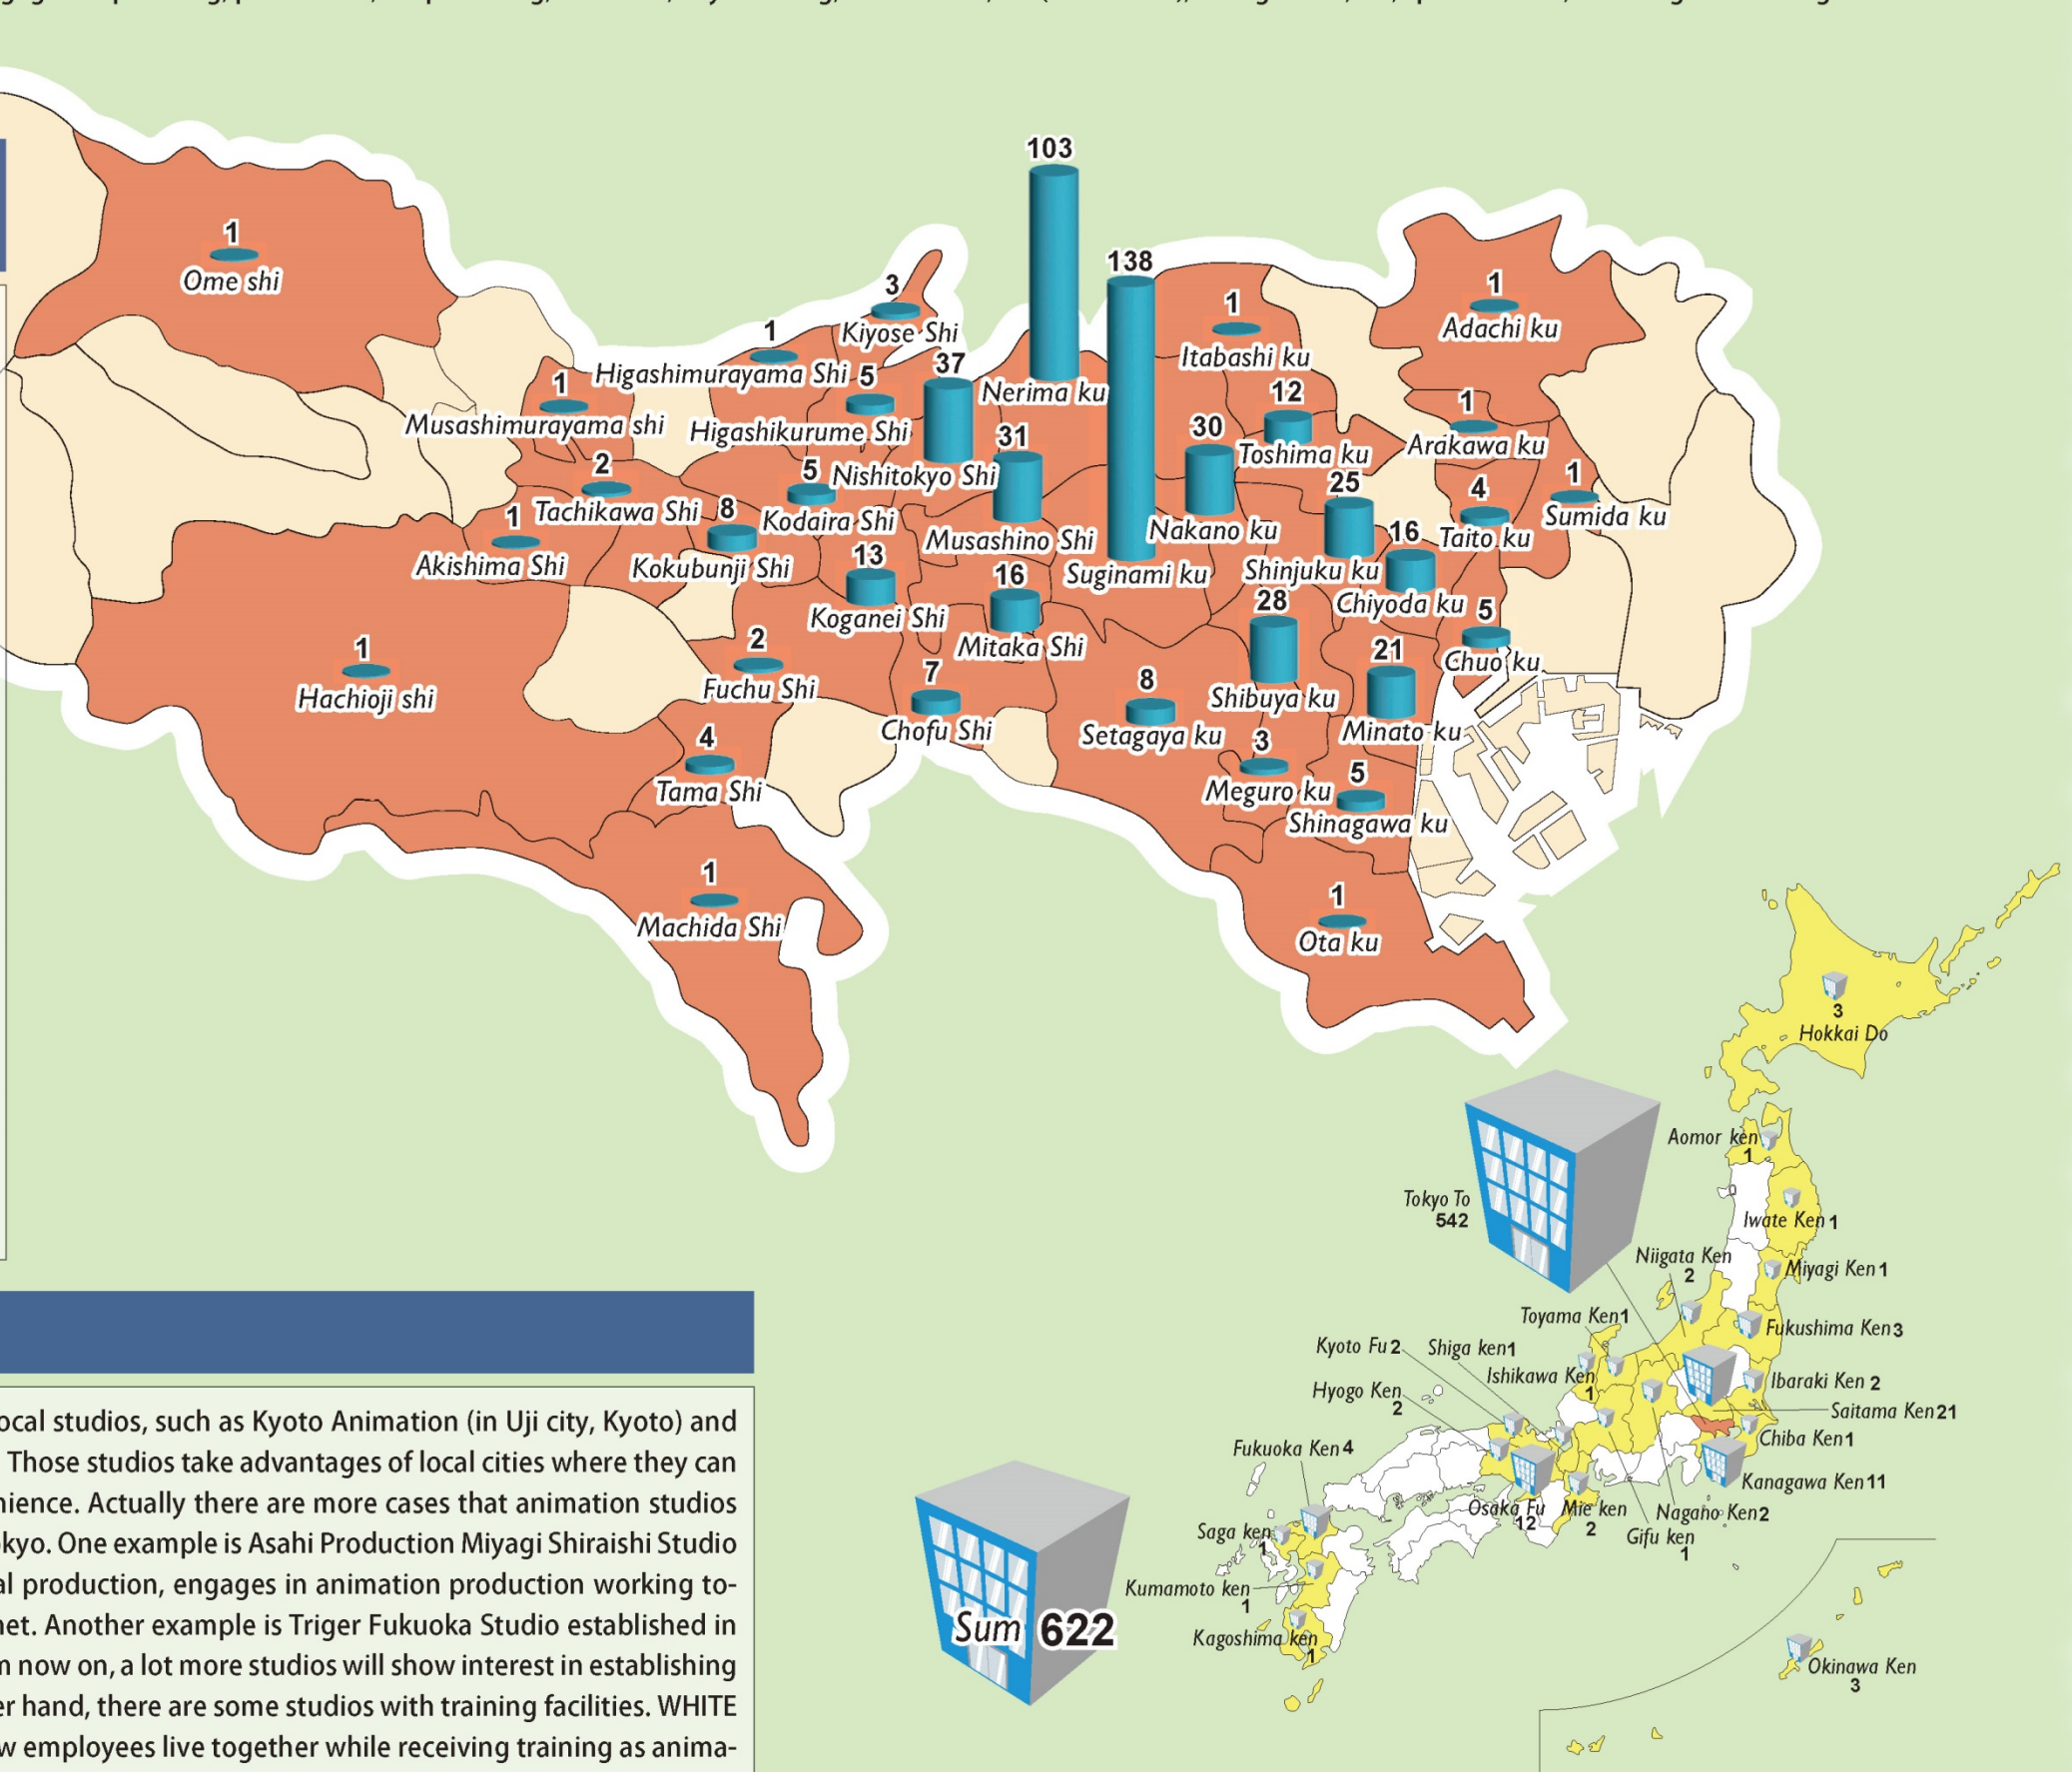 103
138
1
Ome shi
3
Kiyose Shi
1
Higashimurayama Shi
1
Itabashi ku
1
Adachi ku
1
Musashimurayama shi
5
Higashikurume Shi
37
Nishitokyo Shi
Nerima ku
12
Toshima ku
1
Arakawa ku
31
Musashino Shi
30
Nakano ku
2
Tachikawa Shi
5
Kodaira Shi
25
Shinjuku ku
4
Taito ku
1
Sumida ku
1
Akishima Shi
8
Kokubunji Shi
13
Koganei Shi
16
Mitaka Shi
Suginami ku
16
Chiyoda ku
28
Shibuya ku
5
Chuo ku
1
Hachioji shi
2
Fuchu Shi
7
Chofu Shi
8
Setagaya ku
21
Minato ku
4
Tama Shi
3
Meguro ku
5
Shinagawa ku
1
Machida Shi
1
Ota ku
3
Hokkai Do
Aomor ken
1
Tokyo To
542
Iwate Ken 1
Niigata Ken
2
Miyagi Ken 1
Toyama Ken 1
Fukushima Ken 3
Kyoto Fu 2
Shiga ken 1
Ishikawa Ken
1
Ibaraki Ken 2
Hyogo Ken
2
Saitama Ken 21
Chiba Ken 1
Fukuoka Ken 4
Kanagawa Ken 11
Osaka Fu
12
Mie ken
2
Nagano Ken 2
Gifu ken
1
Saga ken
1
Kumamoto ken
1
Kagoshima ken
1
Okinawa Ken
3
Sum 622
ocal studios, such as Kyoto Animation (in Uji city, Kyoto) and
Those studios take advantages of local cities where they can
nience. Actually there are more cases that animation studios
kyo. One example is Asahi Production Miyagi Shiraishi Studio
al production, engages in animation production working to-
net. Another example is Triger Fukuoka Studio established in
m now on, a lot more studios will show interest in establishing
er hand, there are some studios with training facilities. WHITE
w employees live together while receiving training as anima-